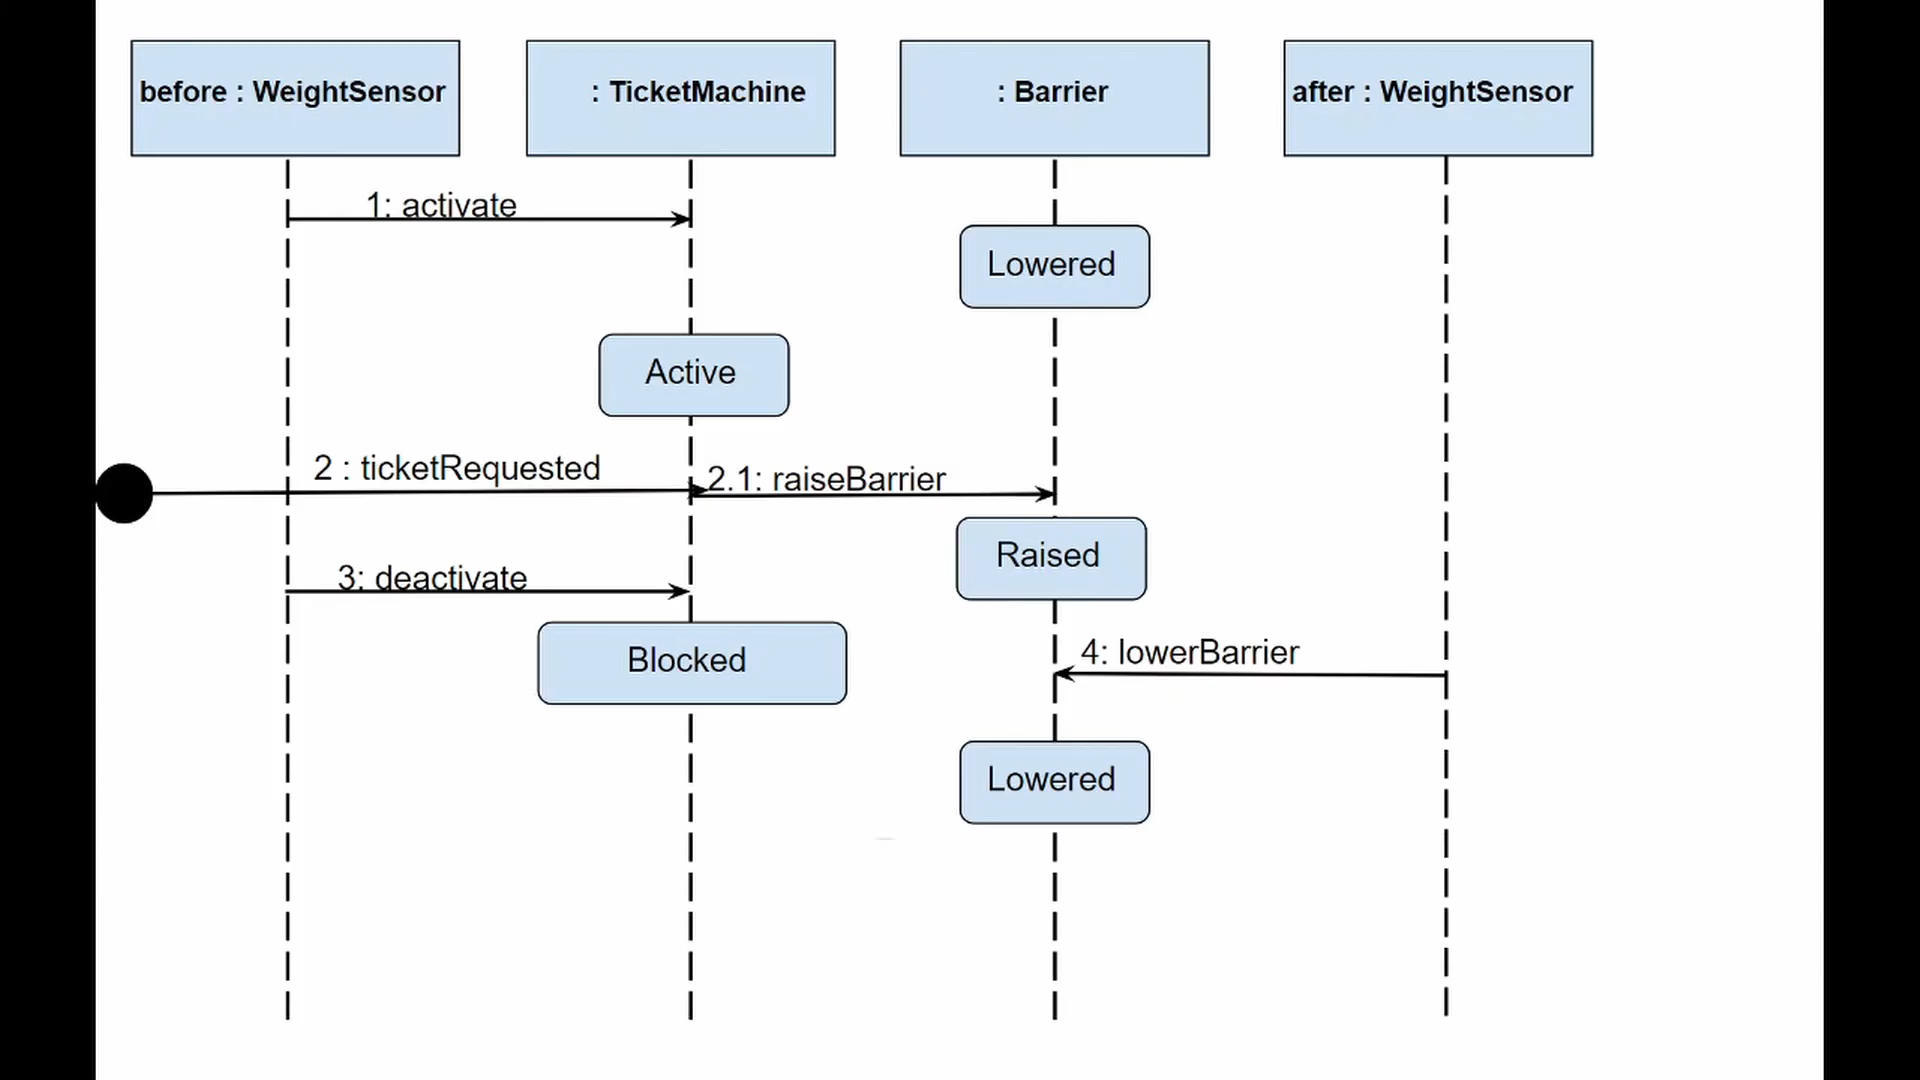 before : WeightSensor
: TicketMachine
: Barrier
after : WeightSensor
1: activate
Lowered
Active
2 : ticketRequested
2.1: raiseBarrier
Raised
3: deactivate
Blocked
4: lowerBarrier
Lowered